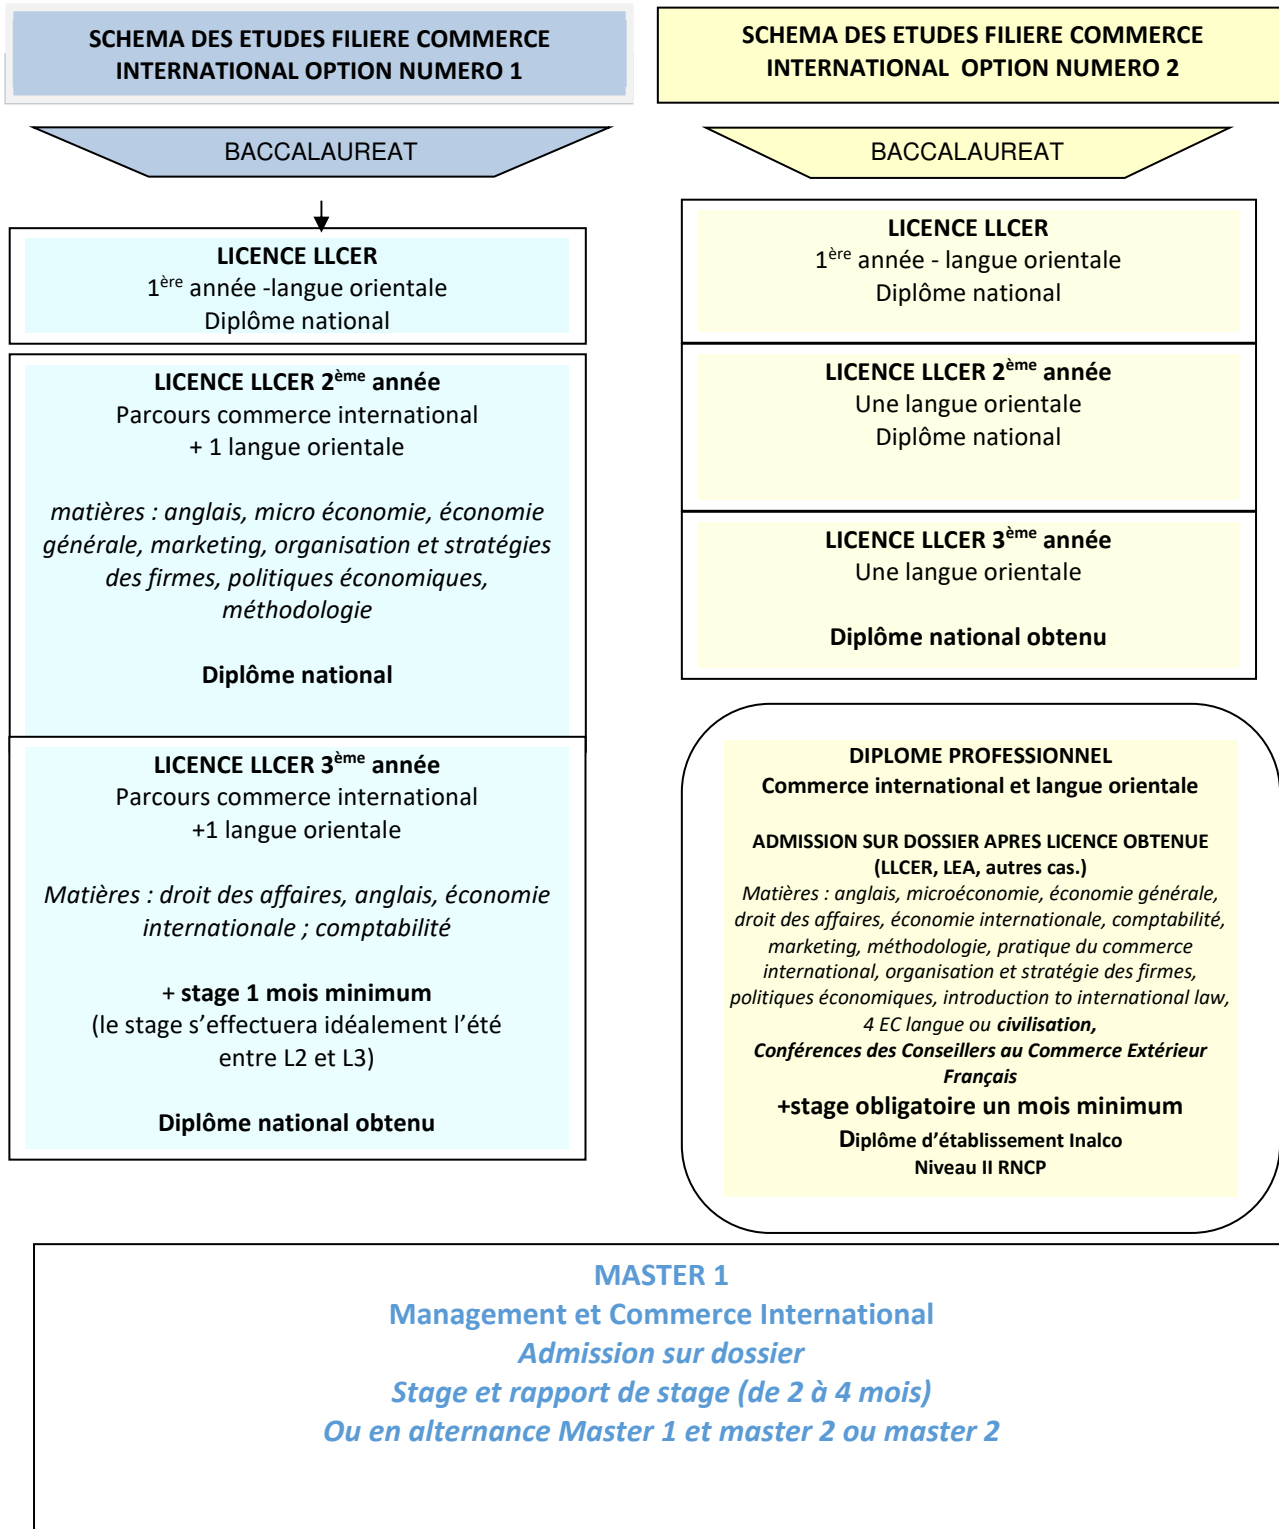 SCHEMA DES ETUDES FILIERE COMMERCE
INTERNATIONAL OPTION NUMERO 1
BACCALAUREAT
LICENCE LLCER
1ère année -langue orientale
Diplôme national
LICENCE LLCER 2ème année
Parcours commerce international
+ 1 langue orientale
matières : anglais, micro économie, économie
générale, marketing, organisation et stratégies
des firmes, politiques économiques,
méthodologie
Diplôme national
LICENCE LLCER 3ème année
Parcours commerce international
+1 langue orientale
Matières : droit des affaires, anglais, économie
internationale ; comptabilité
+ stage 1 mois minimum
(le stage s’effectuera idéalement l’été
entre L2 et L3)
Diplôme national obtenu
SCHEMA DES ETUDES FILIERE COMMERCE
INTERNATIONAL OPTION NUMERO 2
BACCALAUREAT
LICENCE LLCER
1ère année - langue orientale
Diplôme national
LICENCE LLCER 2ème année
Une langue orientale
Diplôme national
LICENCE LLCER 3ème année
Une langue orientale
Diplôme national obtenu
DIPLOME PROFESSIONNEL
Commerce international et langue orientale
ADMISSION SUR DOSSIER APRES LICENCE OBTENUE
(LLCER, LEA, autres cas.)
Matières : anglais, microéconomie, économie générale,
droit des affaires, économie internationale, comptabilité,
marketing, méthodologie, pratique du commerce
international, organisation et stratégie des firmes,
politiques économiques, introduction to international law,
4 EC langue ou civilisation,
Conférences des Conseillers au Commerce Extérieur
Français
+stage obligatoire un mois minimum
Diplôme d’établissement Inalco
Niveau II RNCP
MASTER 1
Management et Commerce International
Admission sur dossier
Stage et rapport de stage (de 2 à 4 mois)
Ou en alternance Master 1 et master 2 ou master 2